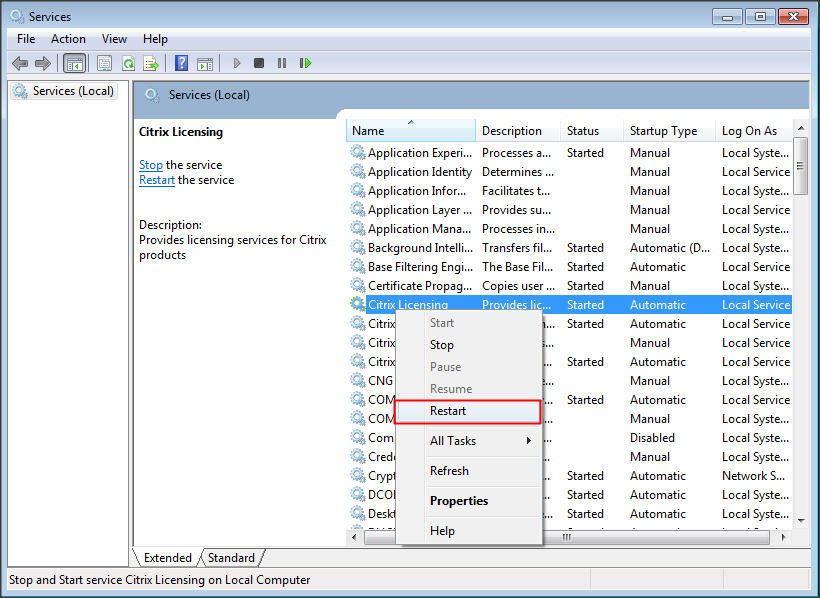 Services
File Action View Help
Services (Local)
Services (Local)
Citrix Licensing
Stop the service
Restart the service
Description:
Provides licensing services for Citrix
products
Name Description Status Startup Type Log On As
Application Experi... Processes a... Started Manual Local Syste...
Application Identity Determines ... Manual Local Service
Application Infor... Facilitates t... Manual Local Syste...
Application Layer ... Provides su... Manual Local Service
Application Mana... Processes in... Manual Local Syste...
Background Intelli... Transfers fil... Started Automatic (D... Local Syste...
Base Filtering Engi... The Base Fil... Started Automatic Local Service
Certificate Propag... Copies user ... Started Manual Local Syste...
Citrix Licensing Provides lic... Started Automatic Local Service
Citrix Started Automatic Local Service
Citrix Manual Local Syste...
Citrix Started Automatic Local Service
CNG Manual Local Syste...
COM Started Automatic Local Service
COM Manual Local Syste...
Com Disabled Local Syste...
Crede Manual Local Syste...
Crypt Started Automatic Network S...
DCO Started Automatic Local Syste...
Deskt Started Automatic Local Syste...
Start
Stop
Pause
Resume
Restart
All Tasks
Refresh
Properties
Help
Extended Standard
Stop and Start service Citrix Licensing on Local Computer